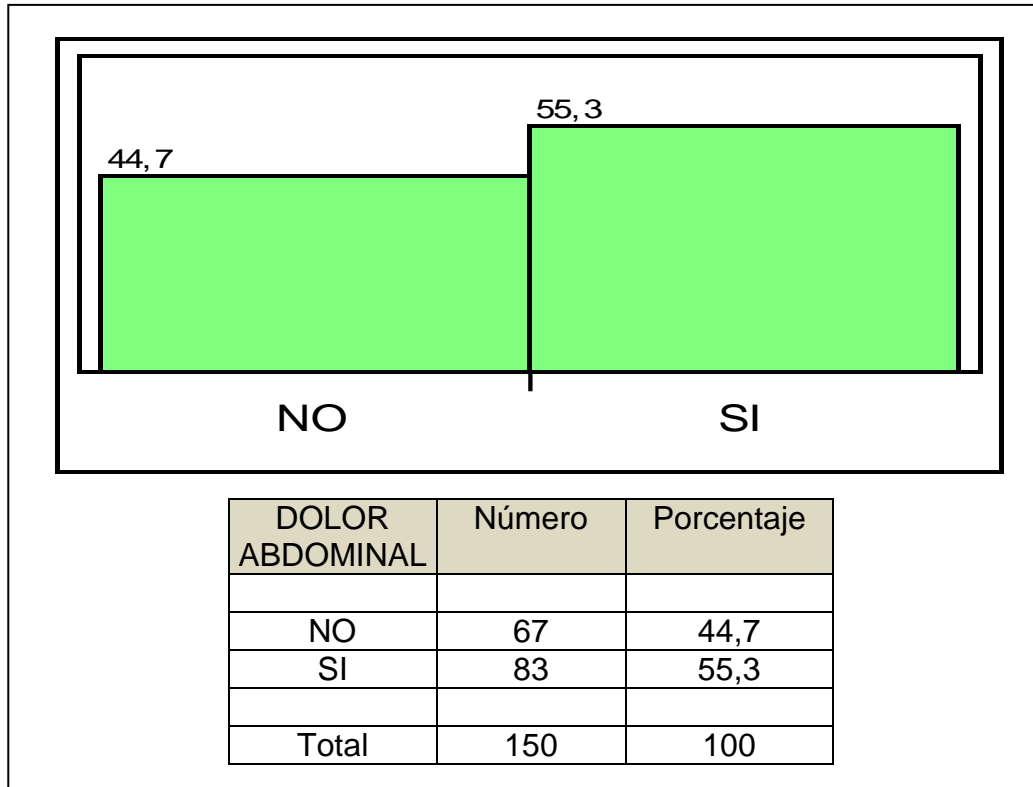 55,3
44,7
NO SI
DOLOR ABDOMINAL Número Porcentaje
NO 67 44,7
SI 83 55,3
Total 150 100